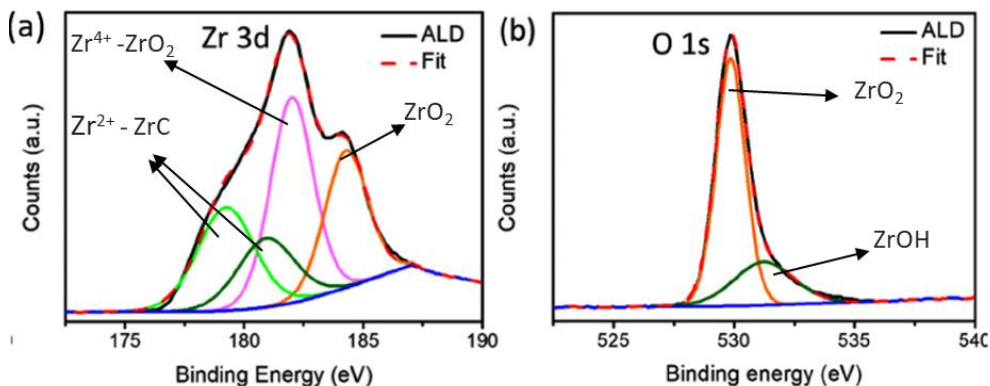 (a)
Zr 3d
ALD
Fit
Zr⁴⁺ -ZrO₂
Zr²⁺ - ZrC
ZrO₂
Counts (a.u.)
175 180 185 190
Binding Energy (eV)
(b)
O 1s
ALD
Fit
ZrO₂
ZrOH
Counts (a.u.)
525 530 535 540
Binding energy (eV)